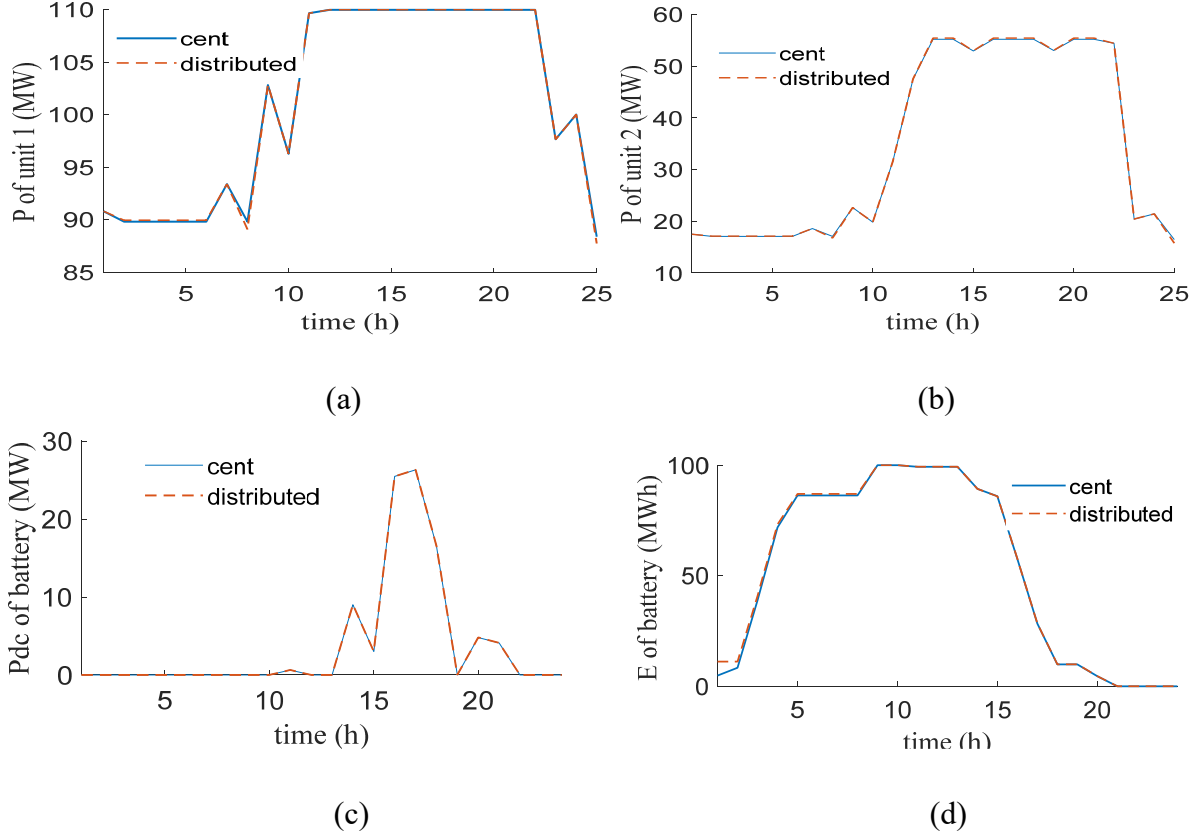 110
105
100
95
90
85
P of unit 1 (MW)
cent
distributed
5
10
15
20
25
time (h)
(a)
60
50
40
30
20
10
P of unit 2 (MW)
cent
distributed
5
10
15
20
25
time (h)
(b)
30
20
10
0
Pdc of battery (MW)
cent
distributed
5
10
15
20
time (h)
(c)
100
50
0
E of battery (MWh)
cent
distributed
5
10
15
20
time (h)
(d)